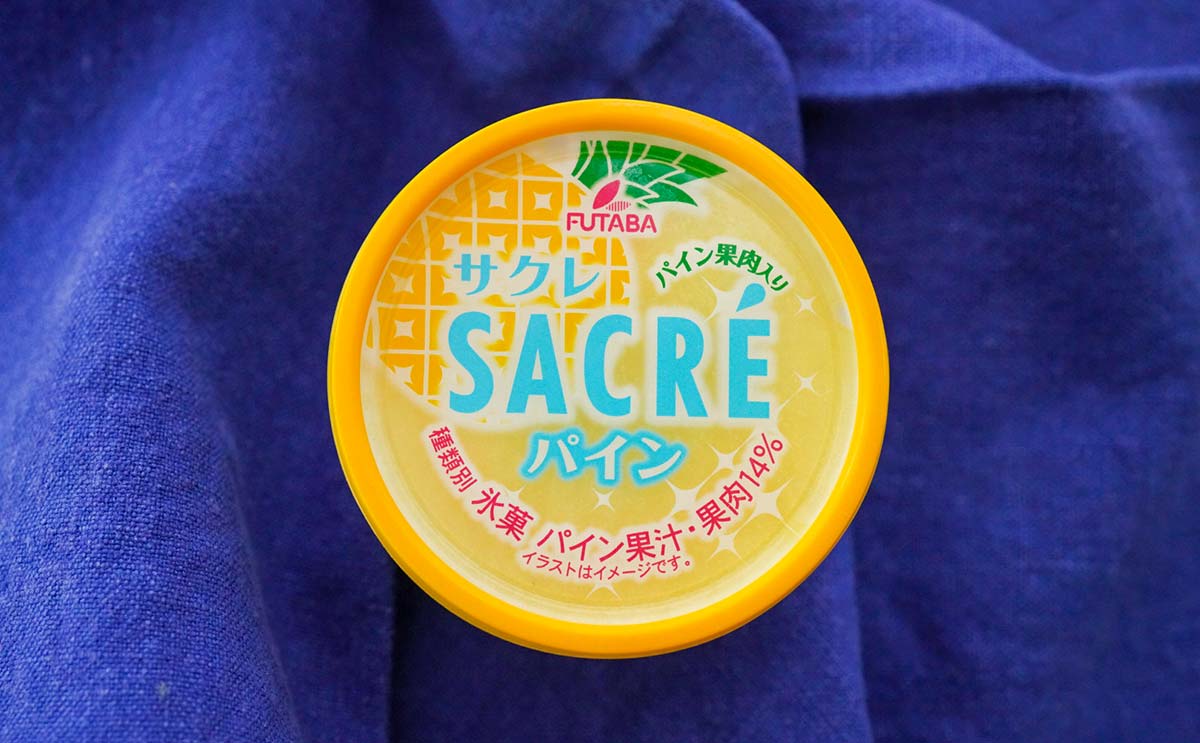 FUTABA
サクレ
パイン果肉入り
SACRÉ
パイン
種類別 氷菓 パイン果汁・果肉14%
イラストはイメージです。